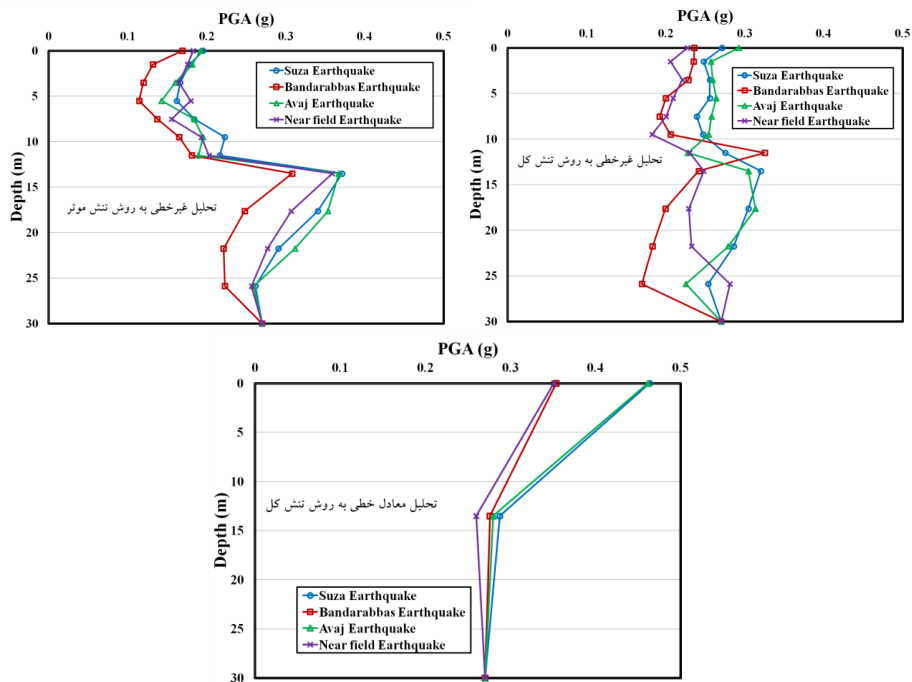 PGA (g)
0 0.1 0.2 0.3 0.4 0.5
0
5
10
15
20
25
30
Depth (m)
Suza Earthquake
Bandarabbas Earthquake
Avaj Earthquake
Near field Earthquake
تحلیل غیرخطی به روش تنش موثر
PGA (g)
0 0.1 0.2 0.3 0.4 0.5
0
5
10
15
20
25
30
Depth (m)
Suza Earthquake
Bandarabbas Earthquake
Avaj Earthquake
Near field Earthquake
تحلیل غیرخطی به روش تنش کل
PGA (g)
0 0.1 0.2 0.3 0.4 0.5
0
5
10
15
20
25
30
Depth (m)
تحلیل معادل خطی به روش تنش کل
Suza Earthquake
Bandarabbas Earthquake
Avaj Earthquake
Near field Earthquake